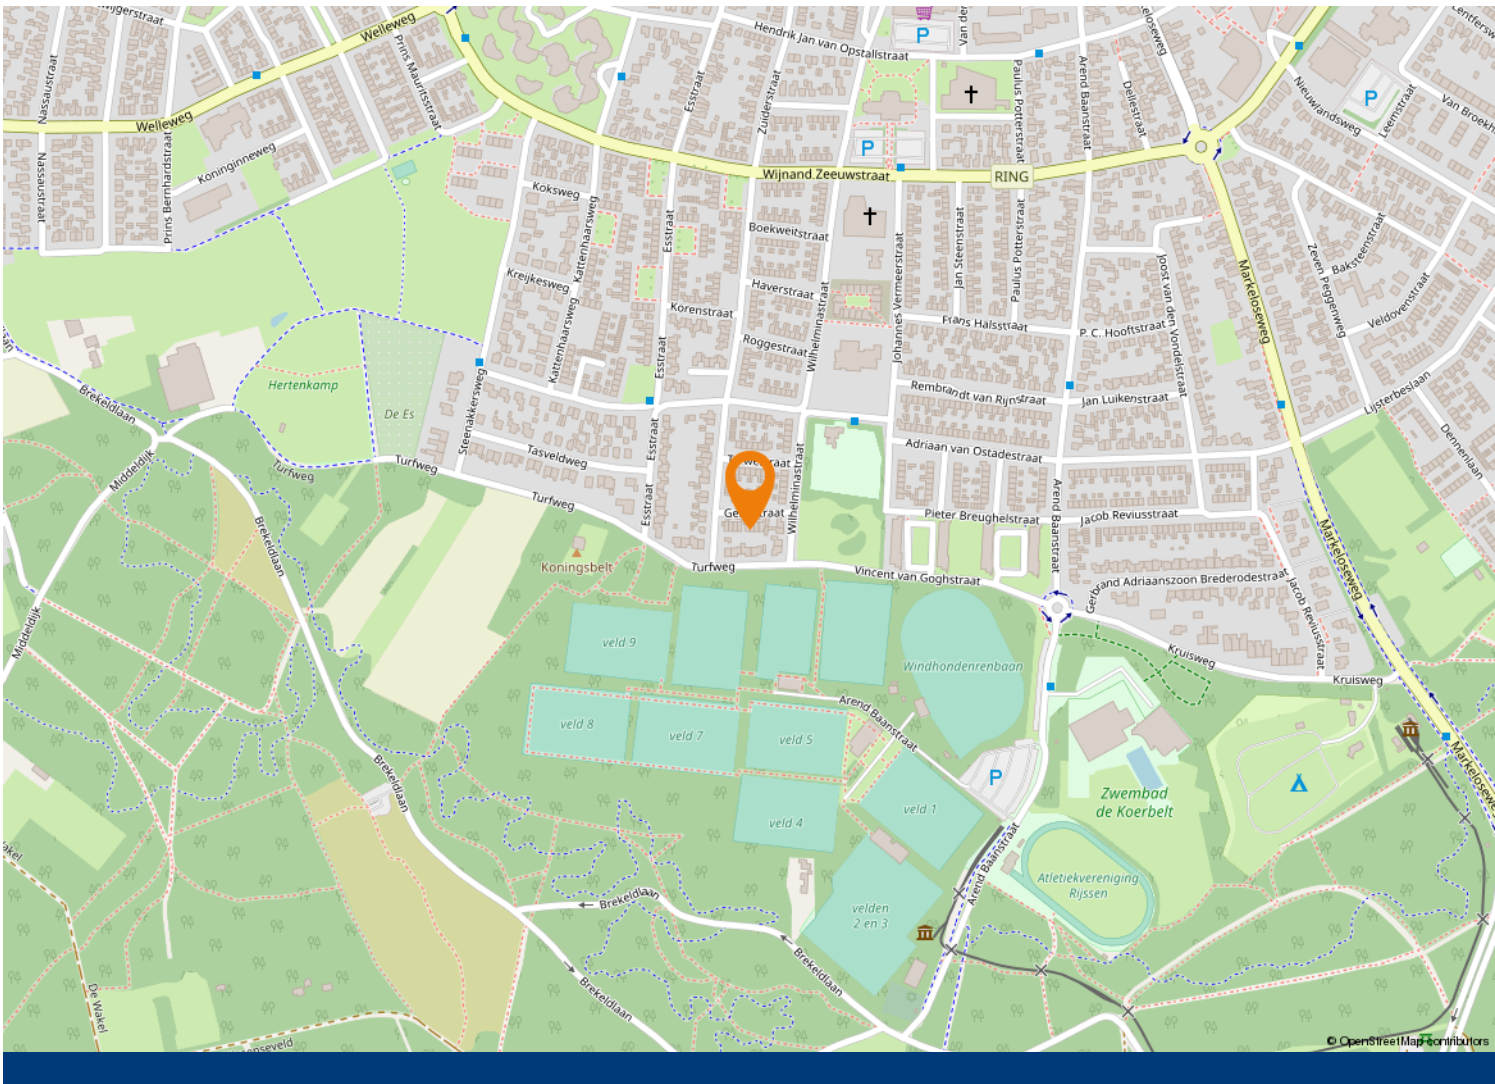 Welleweg
Hendrik Jan van Opstallstraat
P
Van der
Nassaustraat
Prins Mauritsstraat
Esstraat
Zuiderstraat
Paulus Potterstraat
Arend Baanstraat
Deliestraat
Nieuwlandsweg
P
Leemstraat
Welleweg
Koninginneweg
P
Wijnand Zeeuwstraat
RING
Nassaustraat
Prins Bernhardstraat
Koksweg
Kattenhaarsweg
Esstraat
Boekweitstraat
Jan Steenstraat
Paulus Potterstraat
Johannes Vermeerstraat
Joost van den Vondelstraat
Markeloseweg
Zeven Peggenweg
Baksteenstraat
Veldovenstraat
Kreijkesweg
Haverstraat
Korenstraat
Wilhelminastraat
Frans Halsstraat
P. C. Hooftstraat
Kattenhaarsweg
Esstraat
Roggestraat
Hertenkamp
De Es
Brekeldlaan
Steenakkersweg
Rembrandt van Rijnstraat
Jan Luikenstraat
Lijsterbeslaan
Dennenlaan
Tasveldweg
Esstraat
Adriaan van Ostadestraat
Middeldijk
Turfweg
Turfweg
Turfweg
Esstraat
Wilhelminastraat
Pieter Breughelstraat
Arend Baanstraat
Jacob Reviusstraat
Markeloseweg
Brekeldlaan
Koningsbelt
Turfweg
Vincent van Goghstraat
Gerbrand Adriaanszoon Brederodestraat
Jacob Reviusstraat
Middeldijk
veld 9
Windhondenrenbaan
Kruisweg
Kruisweg
Arend Baanstraat
veld 8
veld 7
veld 5
P
Zwembad
de Koerbelt
Brekeldlaan
veld 4
veld 1
Arend Baanstraat
Atletiekvereniging
Rijssen
Brekeldlaan
velden
2 en 3
Brekeldlaan
Brekeldlaan
De Wakel
© OpenStreetMap contributors